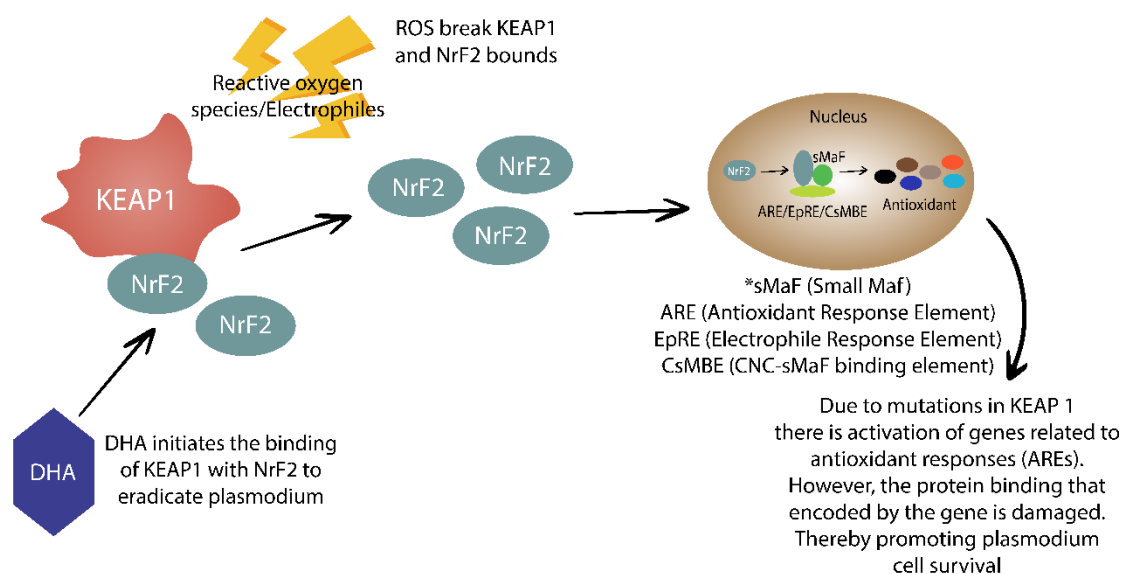 ROS break KEAP1
and NrF2 bounds
Reactive oxygen
species/Electrophiles
KEAP1
NrF2
NrF2
NrF2
NrF2
NrF2
Nucleus
NrF2
sMaF
ARE/EpRE/CsMBE
Antioxidant
*sMaF (Small Maf)
ARE (Antioxidant Response Element)
EpRE (Electrophile Response Element)
CsMBE (CNC-sMaF binding element)
DHA
DHA initiates the binding
of KEAP1 with NrF2 to
eradicate plasmodium
Due to mutations in KEAP 1
there is activation of genes related to
antioxidant responses (AREs).
However, the protein binding that
encoded by the gene is damaged.
Thereby promoting plasmodium
cell survival